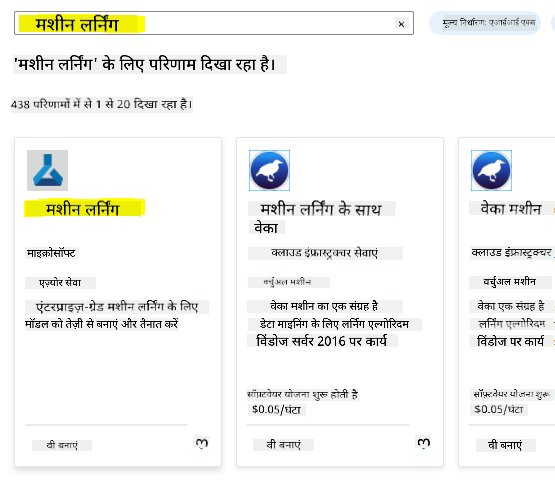 मशीन लर्निंग
×
मूल्य निर्धारण: एआईआई एक्स
'मशीन लर्निंग' के लिए परिणाम दिखा रहा है।
438 परिणामों में से 1 से 20 दिखा रहा है।
मशीन लर्निंग
माइक्रोसॉफ्ट
एज़्योर सेवा
एंटरप्राइज़-ग्रेड मशीन लर्निंग के लिए
मॉडल को तेज़ी से बनाएं और तैनात करें
वी बनाएं
मशीन लर्निंग के साथ
वेका
क्लाउड इंफ्रास्ट्रक्चर सेवाएं
वर्चुअल मशीन
वेका मशीन का एक संग्रह है
डेटा माइनिंग के लिए लर्निंग एल्गोरिदम
विंडोज सर्वर 2016 पर कार्य
सॉफ़्टवेयर योजना शुरू होती है
$0.05/घंटा
वी बनाएं
वेका मशीन
क्लाउड इंफ्रास्ट्रक्चर
वर्चुअल मशीन
वेका एक संग्रह है
लर्निंग एल्गोरिदम
विंडोज पर कार्य
सॉफ़्टवेयर योजना शुरू
$0.05/घंटा
वी बनाएं